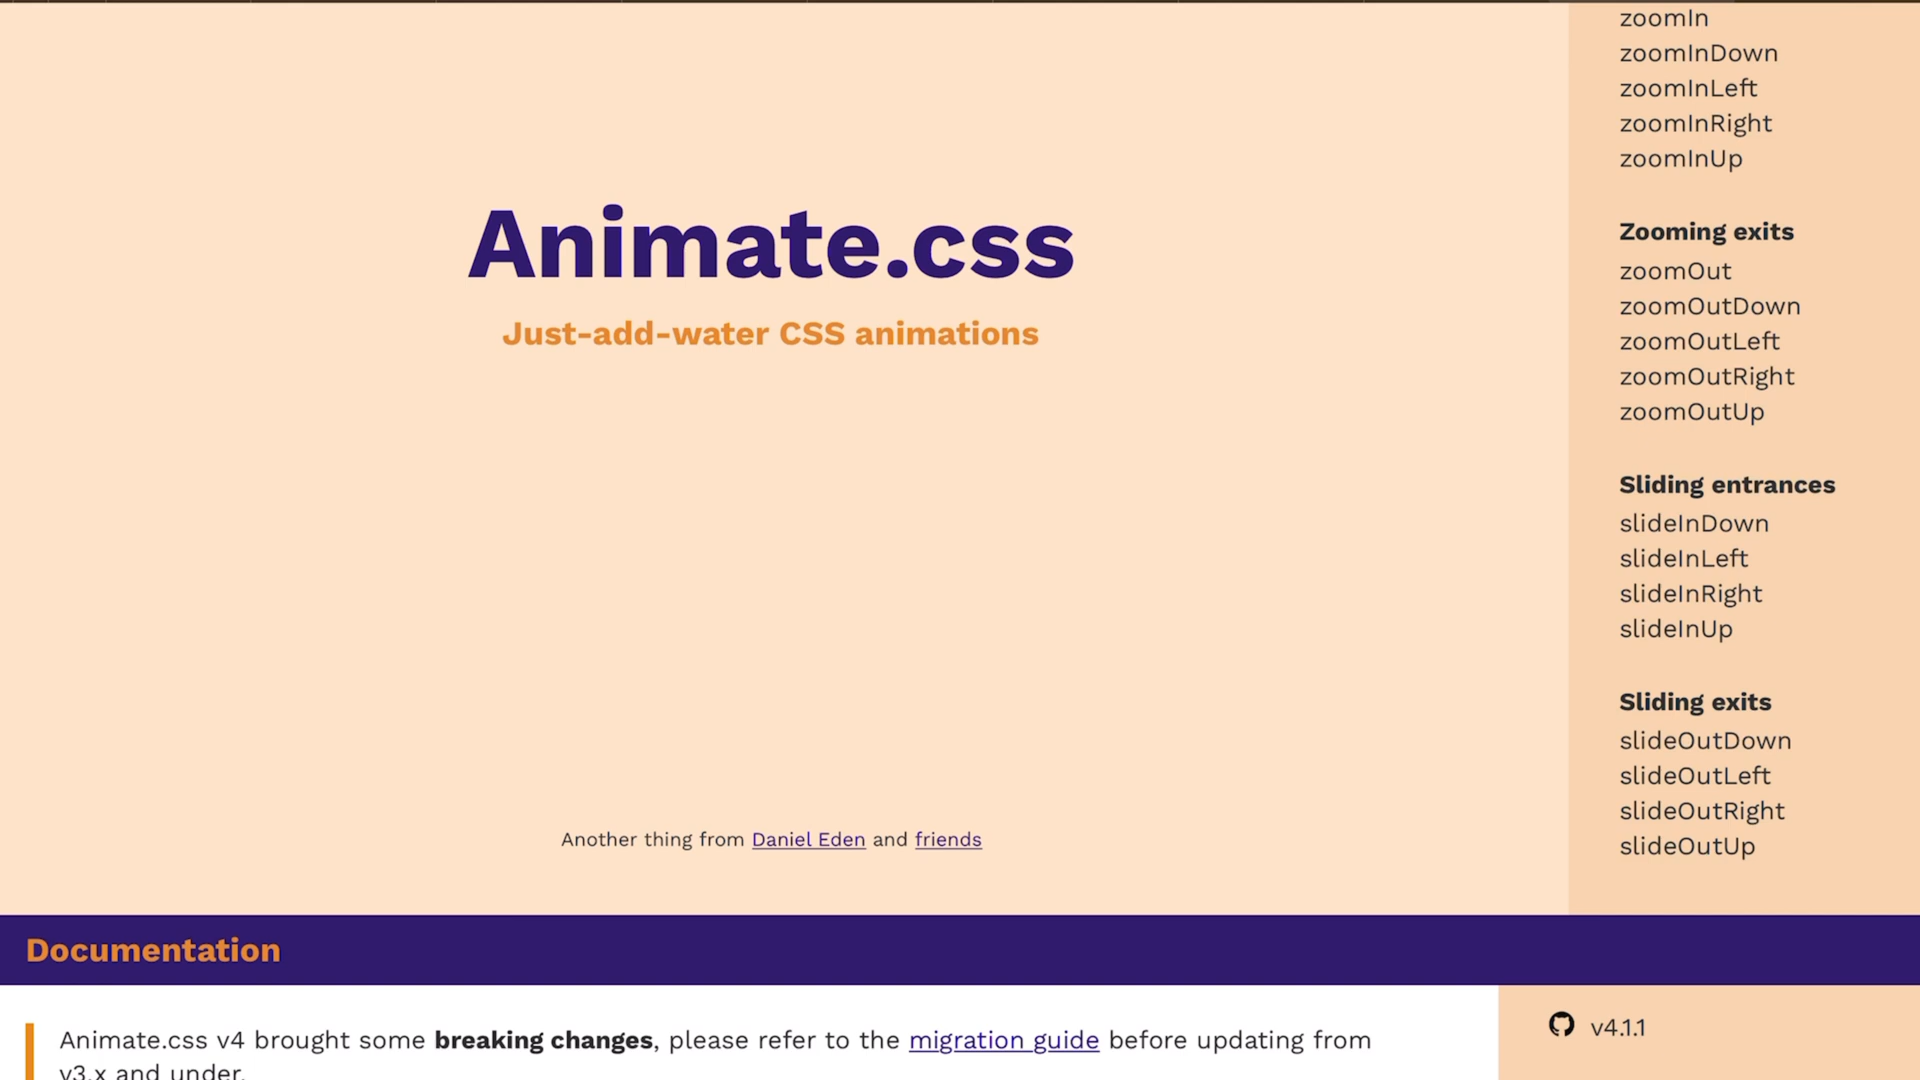 zoomIn
zoomInDown
zoomInLeft
zoomInRight
zoomInUp
Animate.css
Just-add-water CSS animations
Zooming exits
zoomOut
zoomOutDown
zoomOutLeft
zoomOutRight
zoomOutUp
Sliding entrances
slideInDown
slideInLeft
slideInRight
slideInUp
Sliding exits
slideOutDown
slideOutLeft
slideOutRight
slideOutUp
Another thing from Daniel Eden and friends
Documentation
Animate.css v4 brought some breaking changes, please refer to the migration guide before updating from
v3.x and under.
v4.1.1